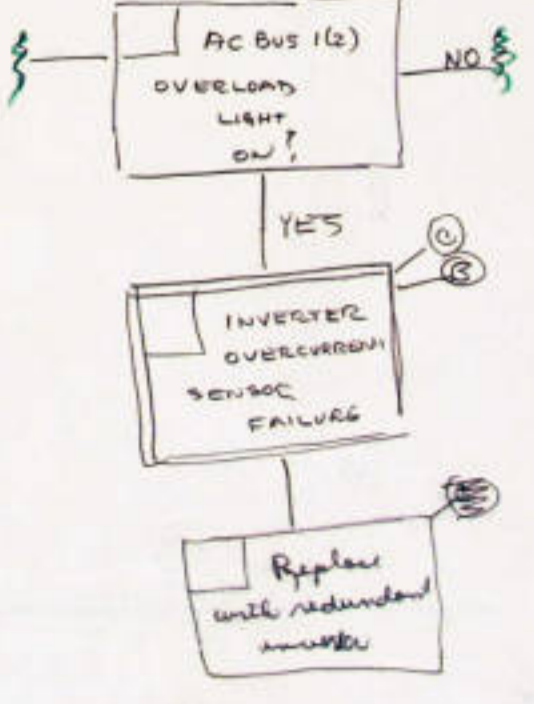 AC BUS 1(2)
OVERLOAD
LIGHT
ON?
NO
YES
C
B
INVERTER
OVERCURRENT
SENSOR
FAILURE
Replace
with redundant
inverter